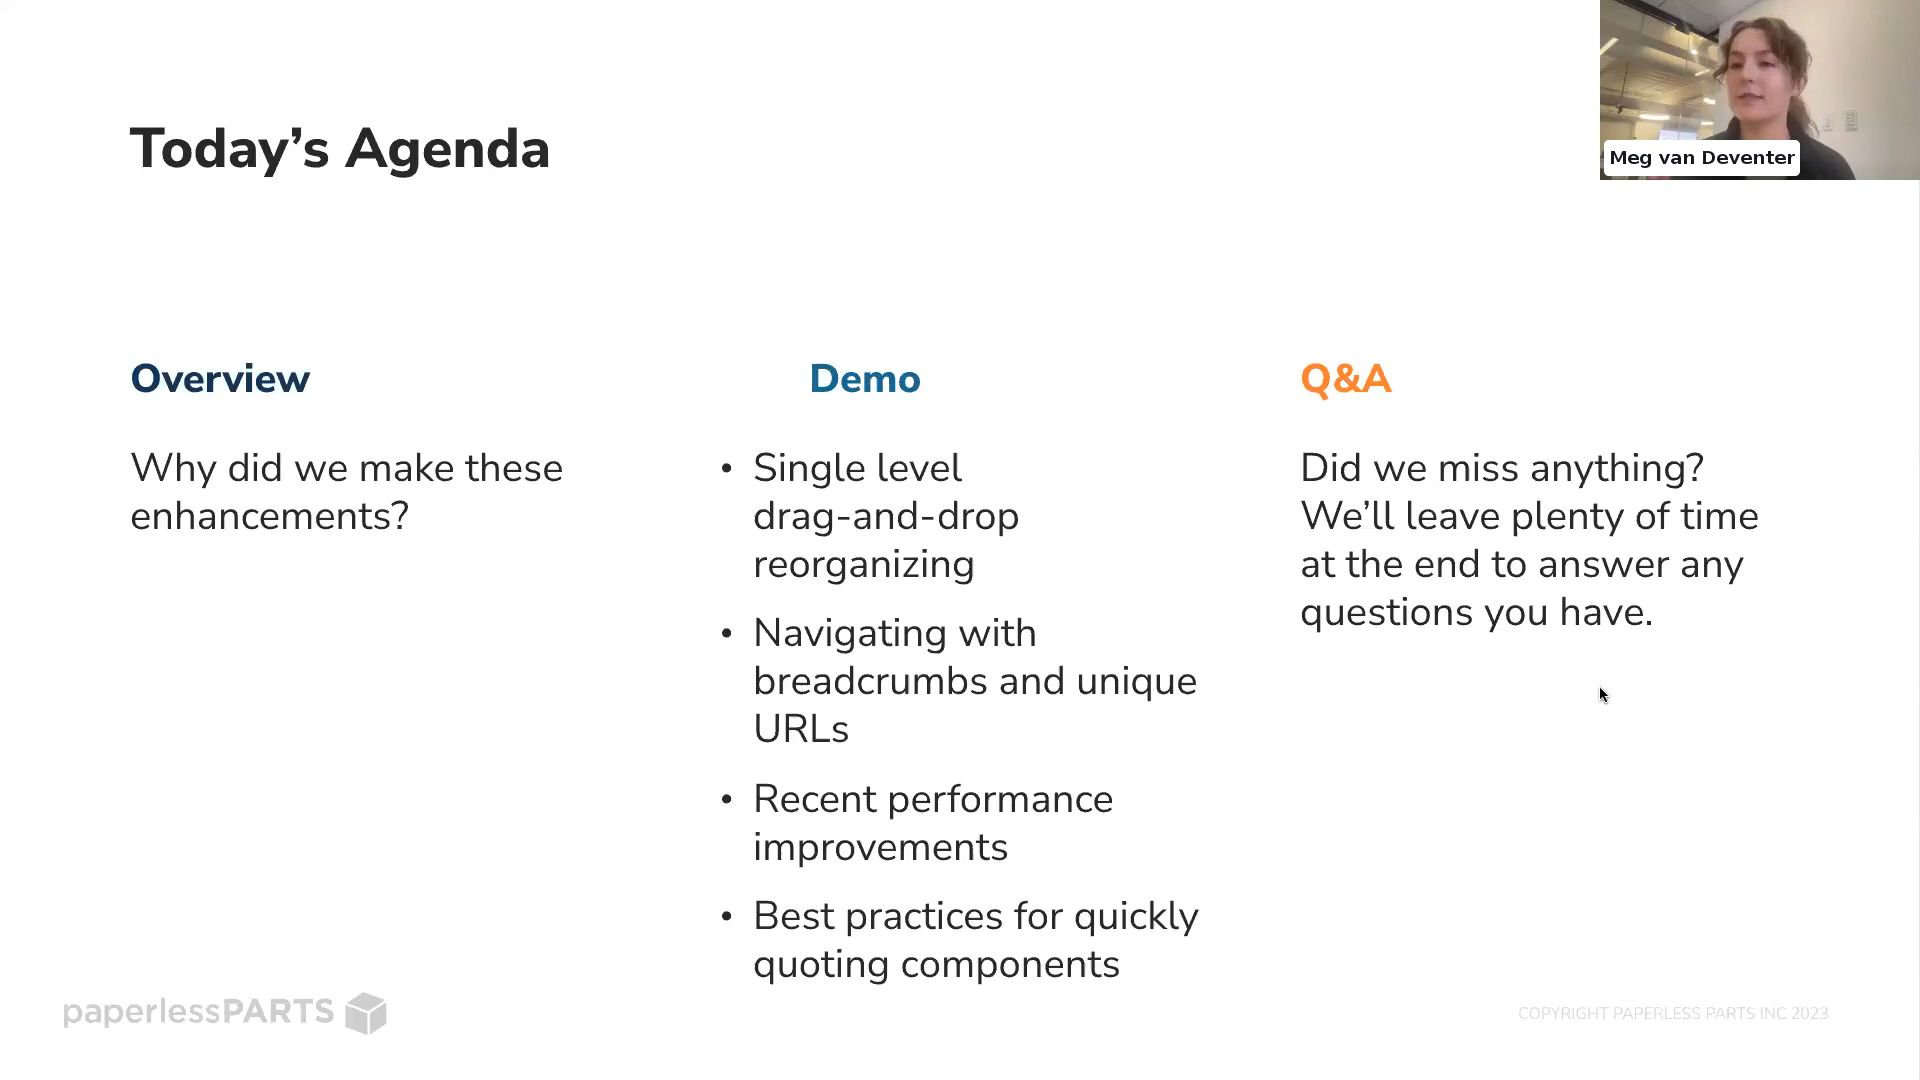 Today’s Agenda
Meg van Deventer
Overview
Why did we make these
enhancements?
Demo
• Single level
drag-and-drop
reorganizing
• Navigating with
breadcrumbs and unique
URLs
• Recent performance
improvements
• Best practices for quickly
quoting components
Q&A
Did we miss anything?
We’ll leave plenty of time
at the end to answer any
questions you have.
paperlessPARTS
COPYRIGHT PAPERLESS PARTS INC 2023